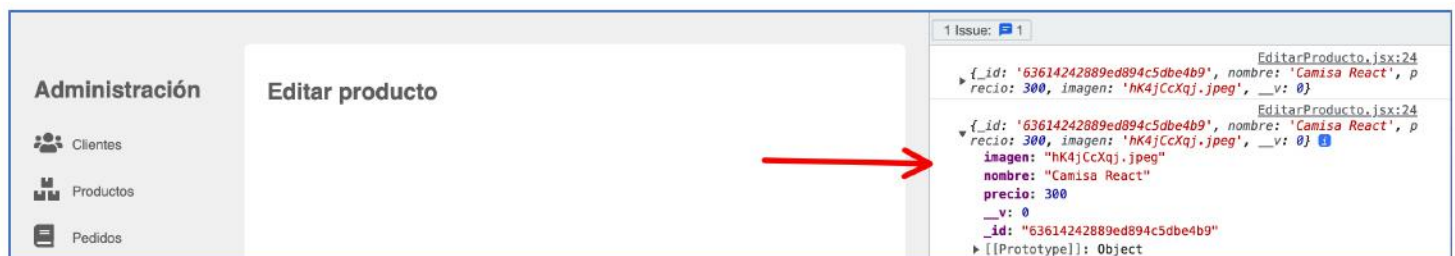 1 Issue: 1
Administración
Editar producto
Clientes
Productos
Pedidos
EditarProducto.jsx:24
{_id: '63614242889ed894c5dbe4b9', nombre: 'Camisa React', p
recio: 300, imagen: 'hK4jCcXqj.jpeg', __v: 0}
EditarProducto.jsx:24
{_id: '63614242889ed894c5dbe4b9', nombre: 'Camisa React', p
recio: 300, imagen: 'hK4jCcXqj.jpeg', __v: 0} i
imagen: "hK4jCcXqj.jpeg"
nombre: "Camisa React"
precio: 300
__v: 0
_id: "63614242889ed894c5dbe4b9"
[[Prototype]]: Object